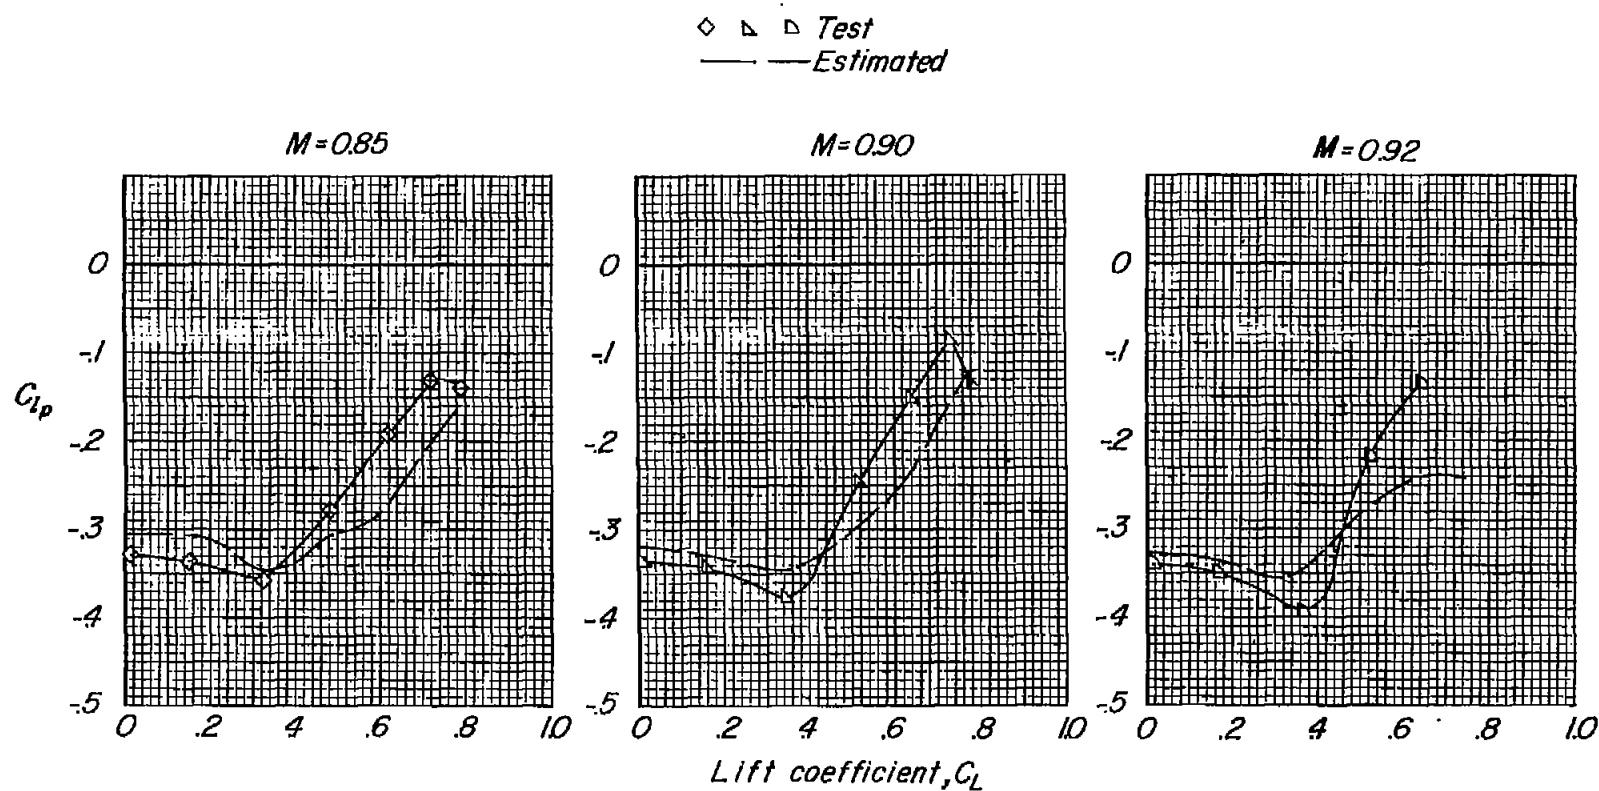 Test
Estimated
M=0.85 M=0.90 M=0.92
0 0 0
-.1 -.1 -.1
C_{l_p}
-.2 -.2 -.2
-.3 -.3 -.3
-.4 -.4 -.4
-.5 -.5 -.5
0 .2 .4 .6 .8 1.0 0 .2 .4 .6 .8 1.0 0 .2 .4 .6 .8 1.0
Lift coefficient, C_L